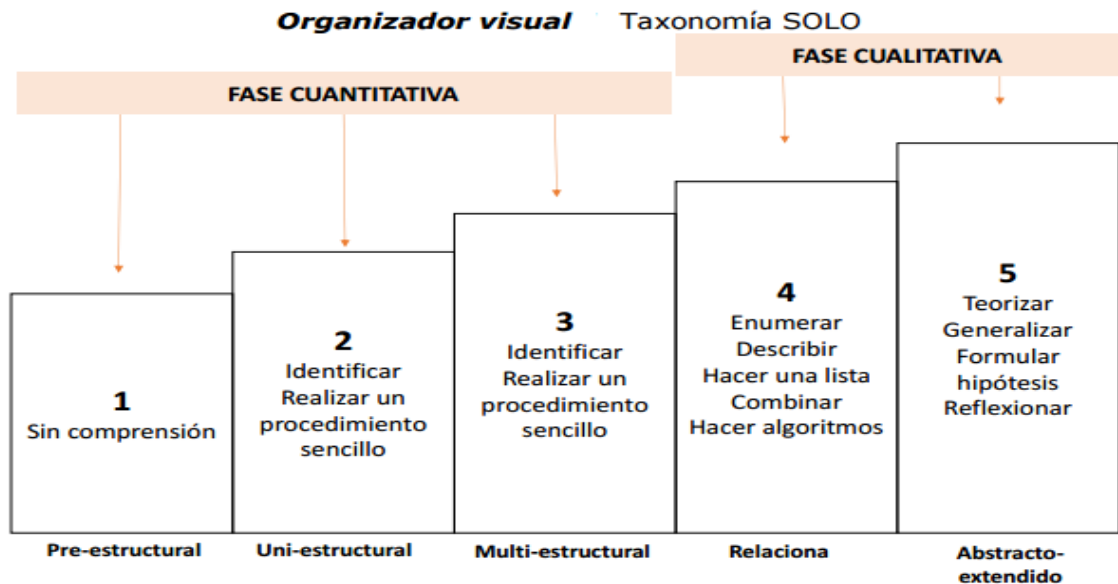 Organizador visual Taxonomía SOLO
FASE CUALITATIVA
FASE CUANTITATIVA
1
Sin comprensión
2
Identificar
Realizar un
procedimiento
sencillo
3
Identificar
Realizar un
procedimiento
sencillo
4
Enumerar
Describir
Hacer una lista
Combinar
Hacer algoritmos
5
Teorizar
Generalizar
Formular
hipótesis
Reflexionar
Pre-estructural
Uni-estructural
Multi-estructural
Relaciona
Abstracto-
extendido